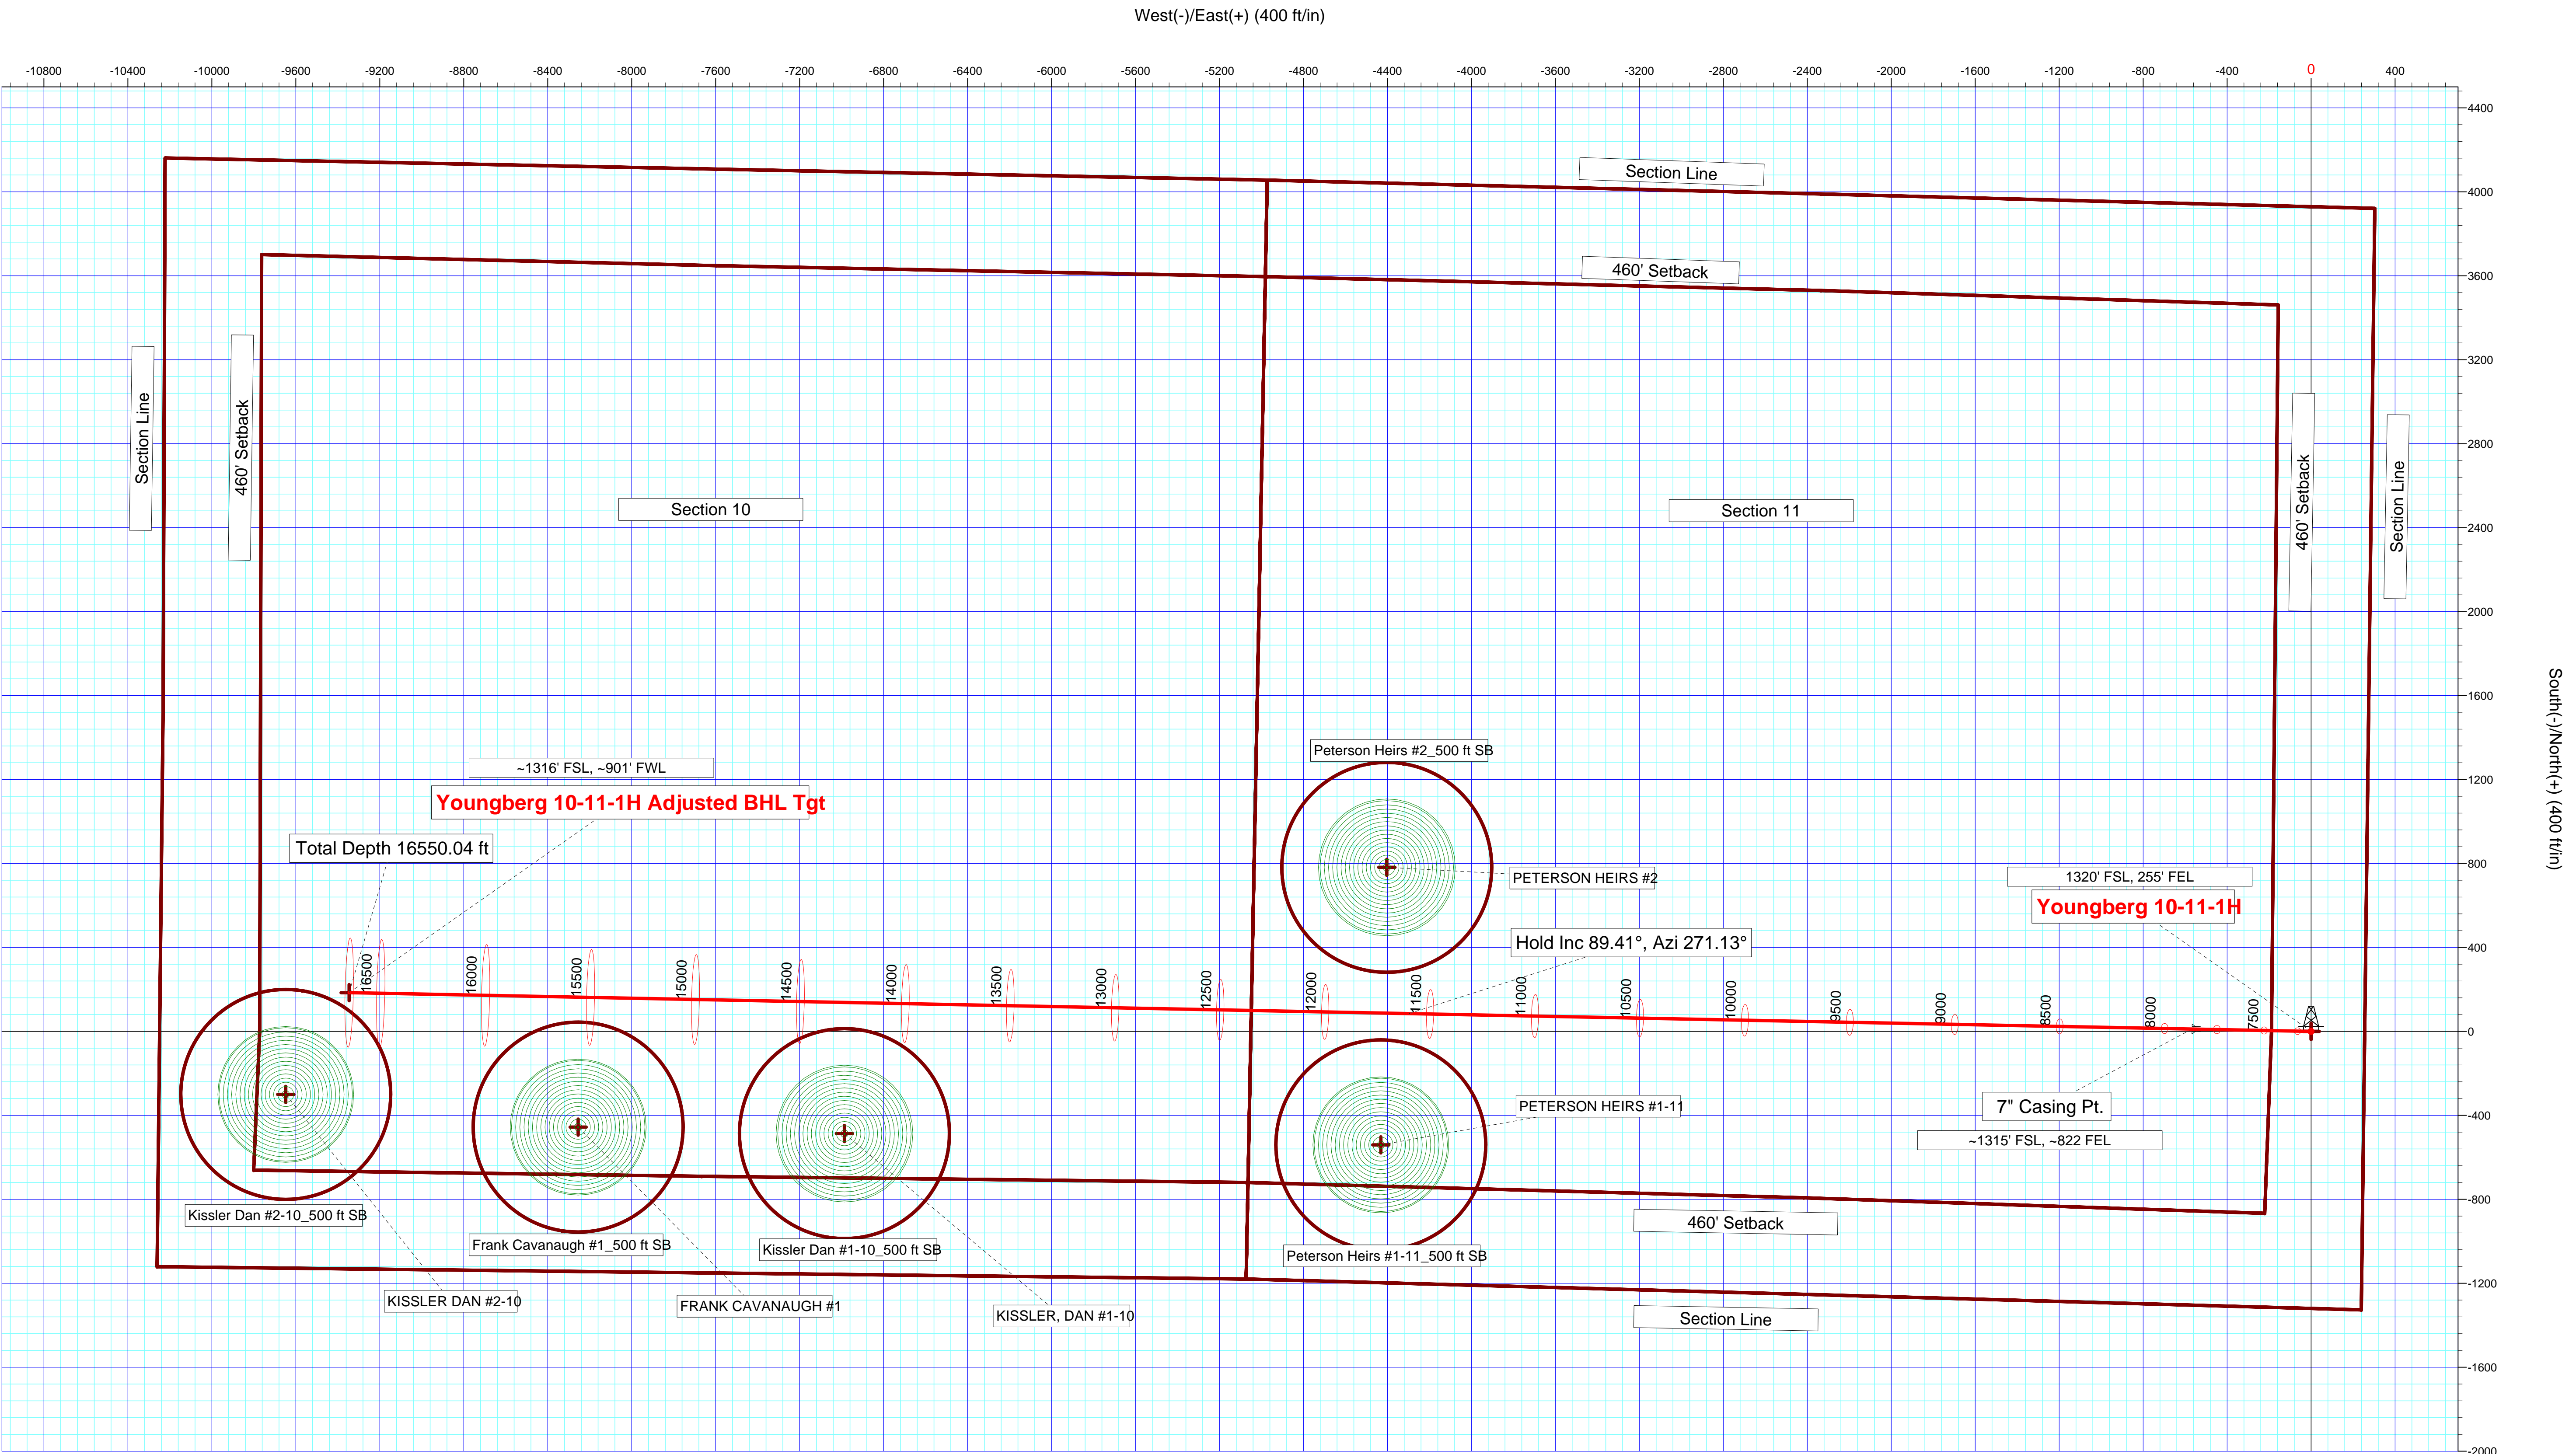 West(-)/East(+) (400 ft/in)
-10800 -10400 -10000 -9600 -9200 -8800 -8400 -8000 -7600 -7200 -6800 -6400 -6000 -5600 -5200 -4800 -4400 -4000 -3600 -3200 -2800 -2400 -2000 -1600 -1200 -800 -400 0 400
4400
4000
3600
3200
2800
2400
2000
1600
1200
800
400
0
-400
-800
-1200
-1600
-2000
South(-)/North(+) (400 ft/in)
Section Line
460' Setback
Section Line
460' Setback
460' Setback
Section Line
Section 10
Section 11
Peterson Heirs #2_500 ft SB
~1316' FSL, ~901' FWL
Youngberg 10-11-1H Adjusted BHL Tgt
Total Depth 16550.04 ft
PETERSON HEIRS #2
1320' FSL, 255' FEL
Youngberg 10-11-1H
Hold Inc 89.41°, Azi 271.13°
16500 16000 15500 15000 14500 14000 13500 13000 12500 12000 11500 11000 10500 10000 9500 9000 8500 8000 7500
PETERSON HEIRS #1-11
7" Casing Pt.
~1315' FSL, ~822 FEL
Kissler Dan #2-10_500 ft SB
Frank Cavanaugh #1_500 ft SB
Kissler Dan #1-10_500 ft SB
Peterson Heirs #1-11_500 ft SB
460' Setback
KISSLER DAN #2-10
FRANK CAVANAUGH #1
KISSLER, DAN #1-10
Section Line